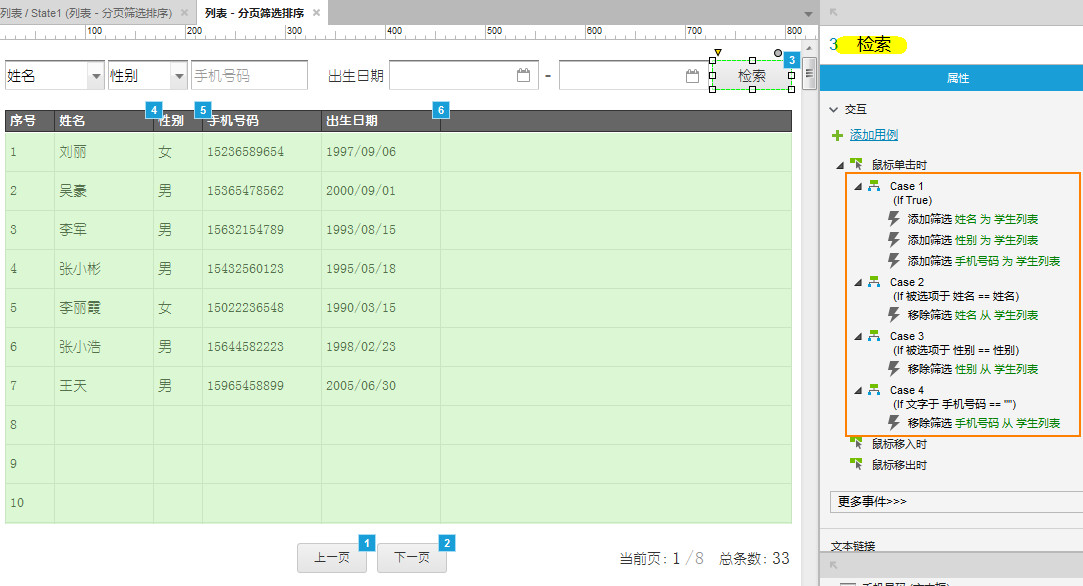 列表 / State1 (列表 - 分页筛选排序) ×
列表 - 分页筛选排序 ×
100 200 300 400 500 600 700 800
姓名 性别 手机号码 出生日期 - 检索 3
4 5 6
序号 姓名 性别 手机号码 出生日期
1 刘丽 女 15236589654 1997/09/06
2 吴豪 男 15365478562 2000/09/01
3 李军 男 15632154789 1993/08/15
4 张小彬 男 15432560123 1995/05/18
5 李丽霞 女 15022236548 1990/03/15
6 张小浩 男 15644582223 1998/02/23
7 王天 男 15965458899 2005/06/30
8
9
10
上一页 1 下一页 2
当前页: 1 / 8 总条数: 33
3 检索
属性
交互
添加用例
鼠标单击时
Case 1
(If True)
添加筛选 姓名 为 学生列表
添加筛选 性别 为 学生列表
添加筛选 手机号码 为 学生列表
Case 2
(If 被选项于 姓名 == 姓名)
移除筛选 姓名 从 学生列表
Case 3
(If 被选项于 性别 == 性别)
移除筛选 性别 从 学生列表
Case 4
(If 文字于 手机号码 == "")
移除筛选 手机号码 从 学生列表
鼠标移入时
鼠标移出时
更多事件>>>
文本链接